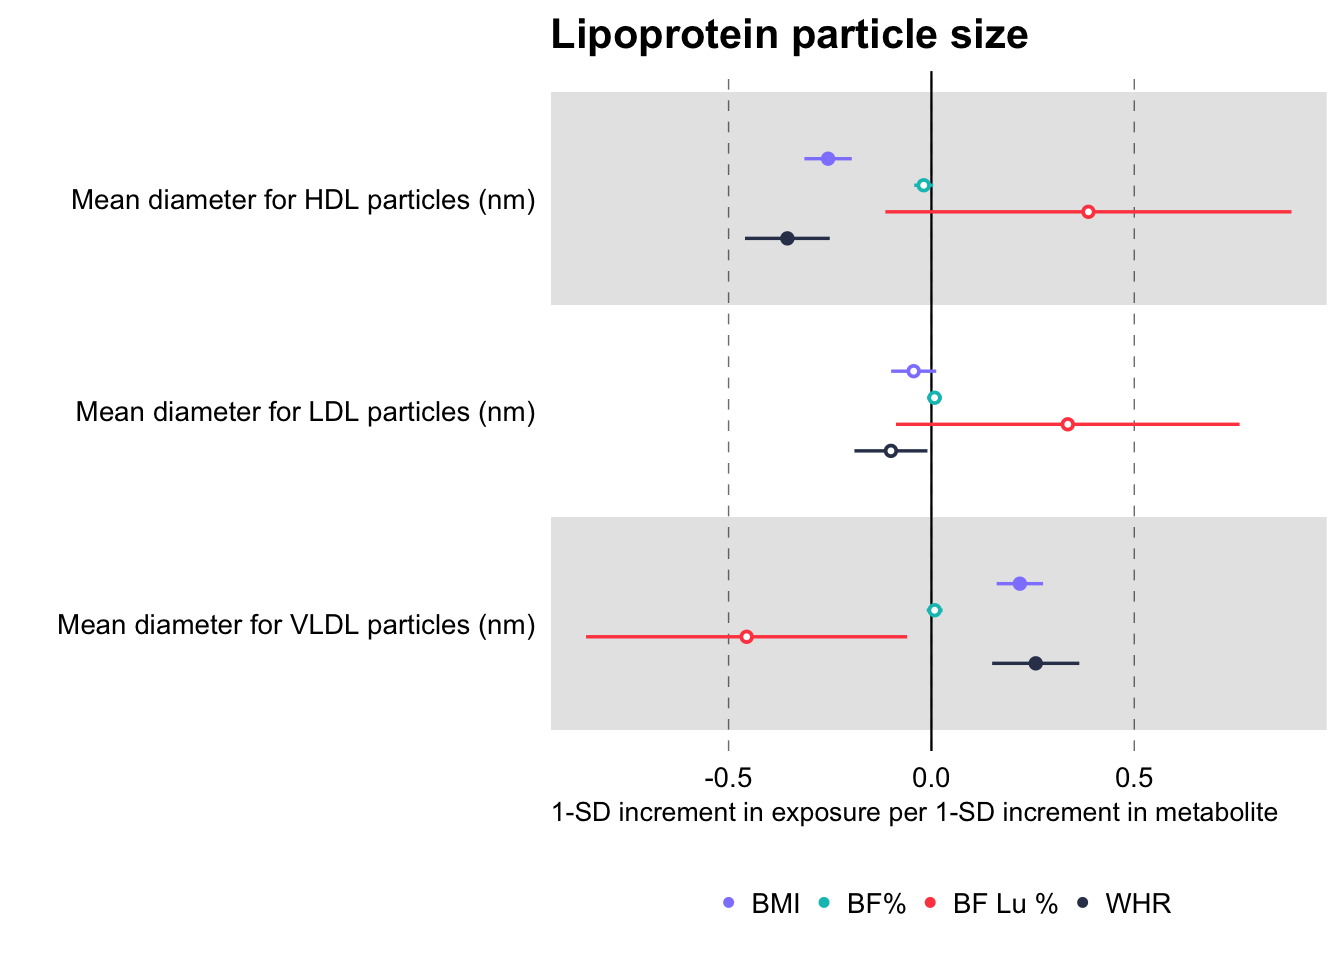 Lipoprotein particle size
Mean diameter for HDL particles (nm)
Mean diameter for LDL particles (nm)
Mean diameter for VLDL particles (nm)
-0.5 0.0 0.5
1-SD increment in exposure per 1-SD increment in metabolite
BMI BF% BF Lu % WHR